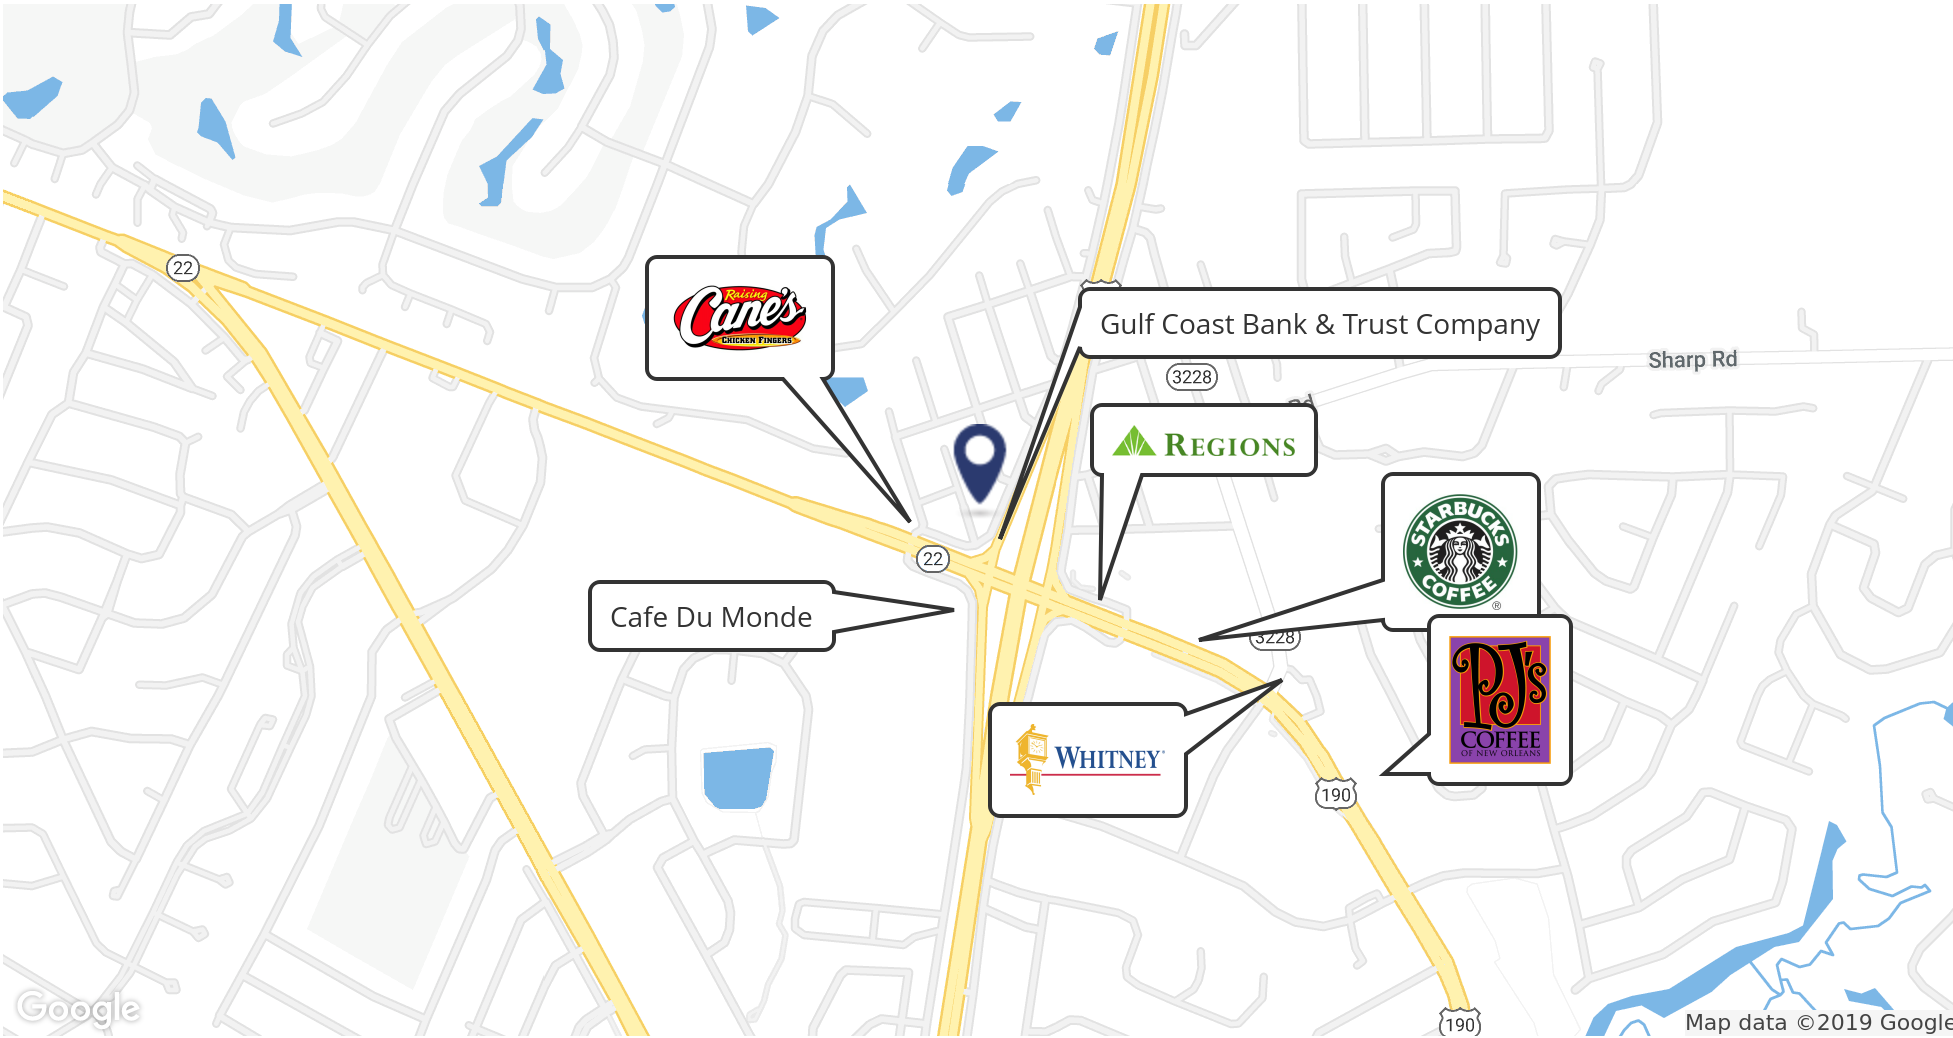 22
Raising
Cane's
CHICKEN FINGERS
Gulf Coast Bank & Trust Company
Sharp Rd
3228
Rd
REGIONS
STARBUCKS
COFFEE
®
22
Cafe Du Monde
3228
PJ's
COFFEE
OF NEW ORLEANS
WHITNEY
190
Google
190
Map data ©2019 Google